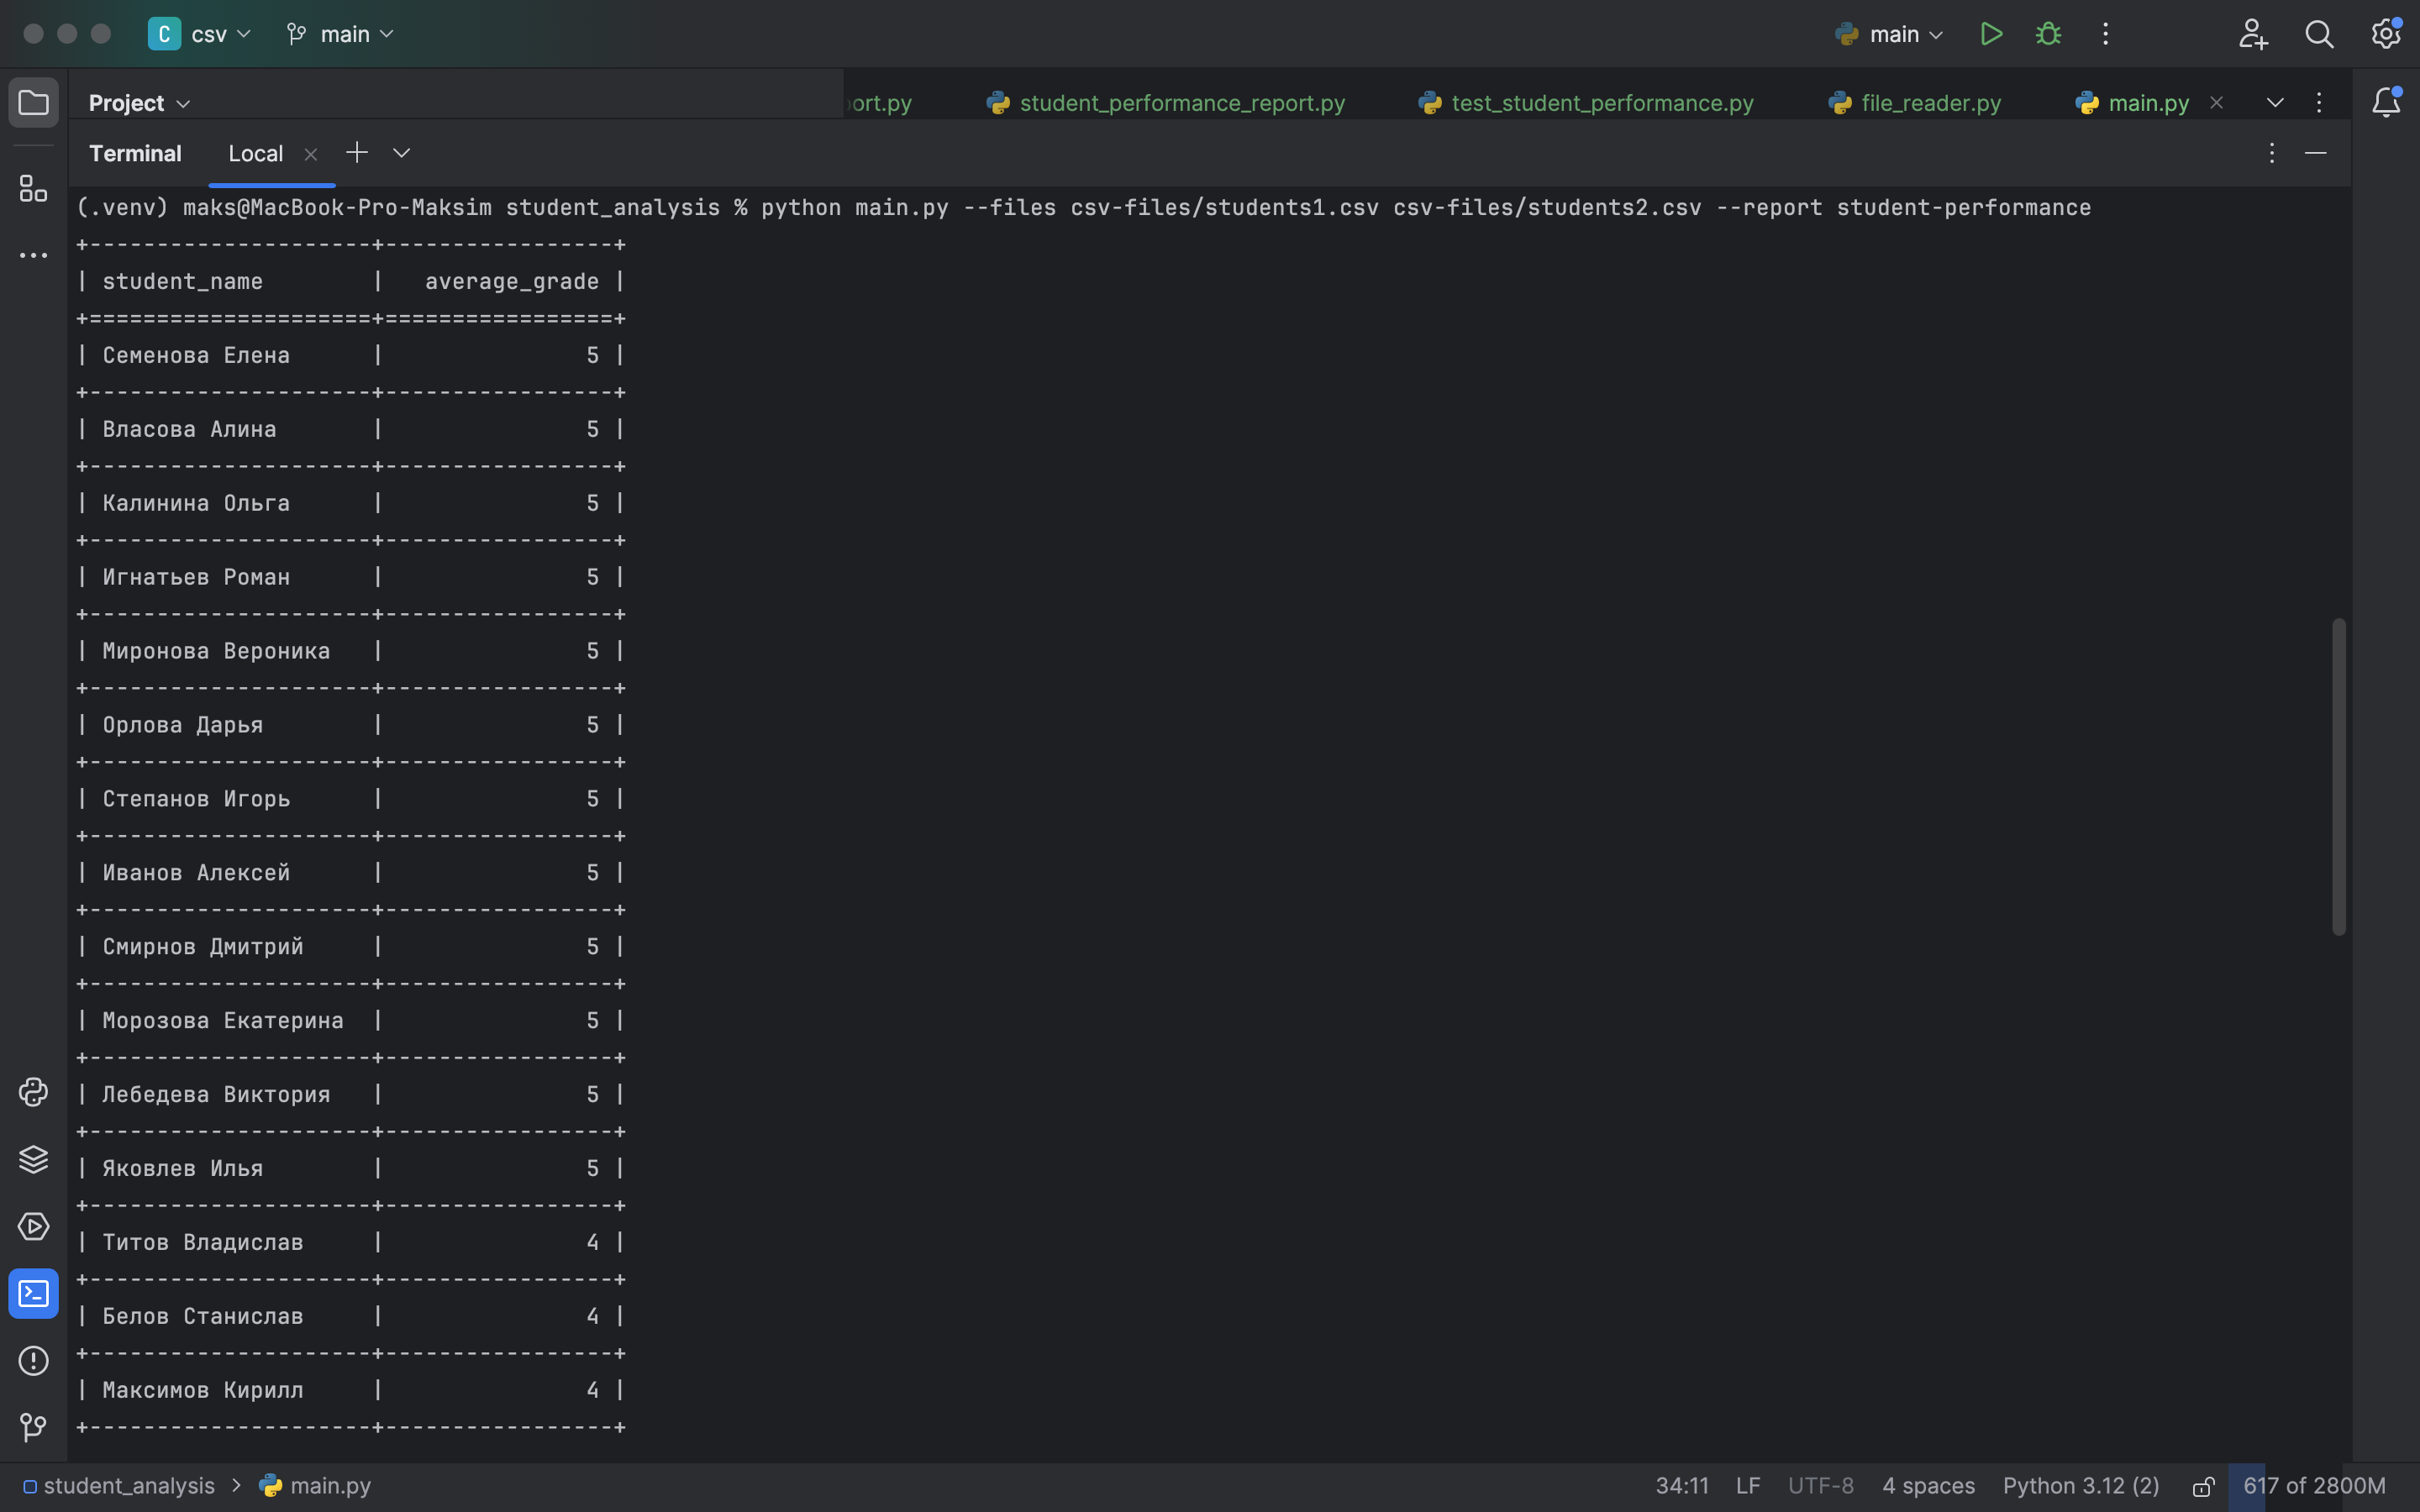 C csv main main
Project ort.py student_performance_report.py test_student_performance.py file_reader.py main.py
Terminal Local
(.venv) maks@MacBook-Pro-Maksim student_analysis % python main.py --files csv-files/students1.csv csv-files/students2.csv --report student-performance
+---------------------+-----------------+
| student_name        |   average_grade |
+=====================+=================+
| Семенова Елена      |               5 |
+---------------------+-----------------+
| Власова Алина       |               5 |
+---------------------+-----------------+
| Калинина Ольга      |               5 |
+---------------------+-----------------+
| Игнатьев Роман      |               5 |
+---------------------+-----------------+
| Миронова Вероника   |               5 |
+---------------------+-----------------+
| Орлова Дарья        |               5 |
+---------------------+-----------------+
| Степанов Игорь      |               5 |
+---------------------+-----------------+
| Иванов Алексей      |               5 |
+---------------------+-----------------+
| Смирнов Дмитрий     |               5 |
+---------------------+-----------------+
| Морозова Екатерина  |               5 |
+---------------------+-----------------+
| Лебедева Виктория   |               5 |
+---------------------+-----------------+
| Яковлев Илья        |               5 |
+---------------------+-----------------+
| Титов Владислав     |               4 |
+---------------------+-----------------+
| Белов Станислав     |               4 |
+---------------------+-----------------+
| Максимов Кирилл     |               4 |
+---------------------+-----------------+
student_analysis > main.py 34:11 LF UTF-8 4 spaces Python 3.12 (2) 617 of 2800M